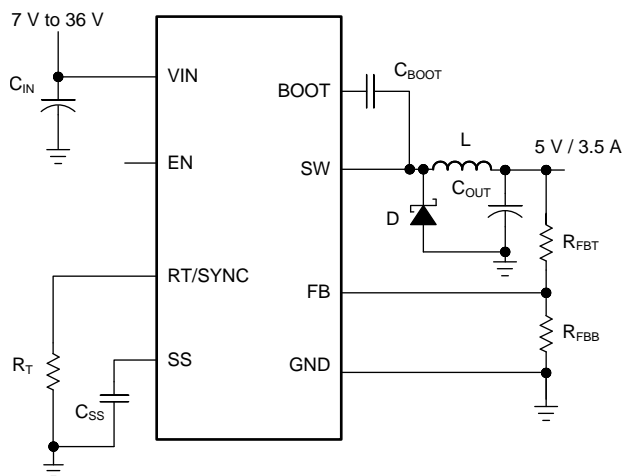 7 V to 36 V
C_IN
VIN
BOOT
C_BOOT
EN
SW
L
5 V / 3.5 A
C_OUT
D
R_FBT
RT/SYNC
FB
R_T
SS
C_SS
GND
R_FBB